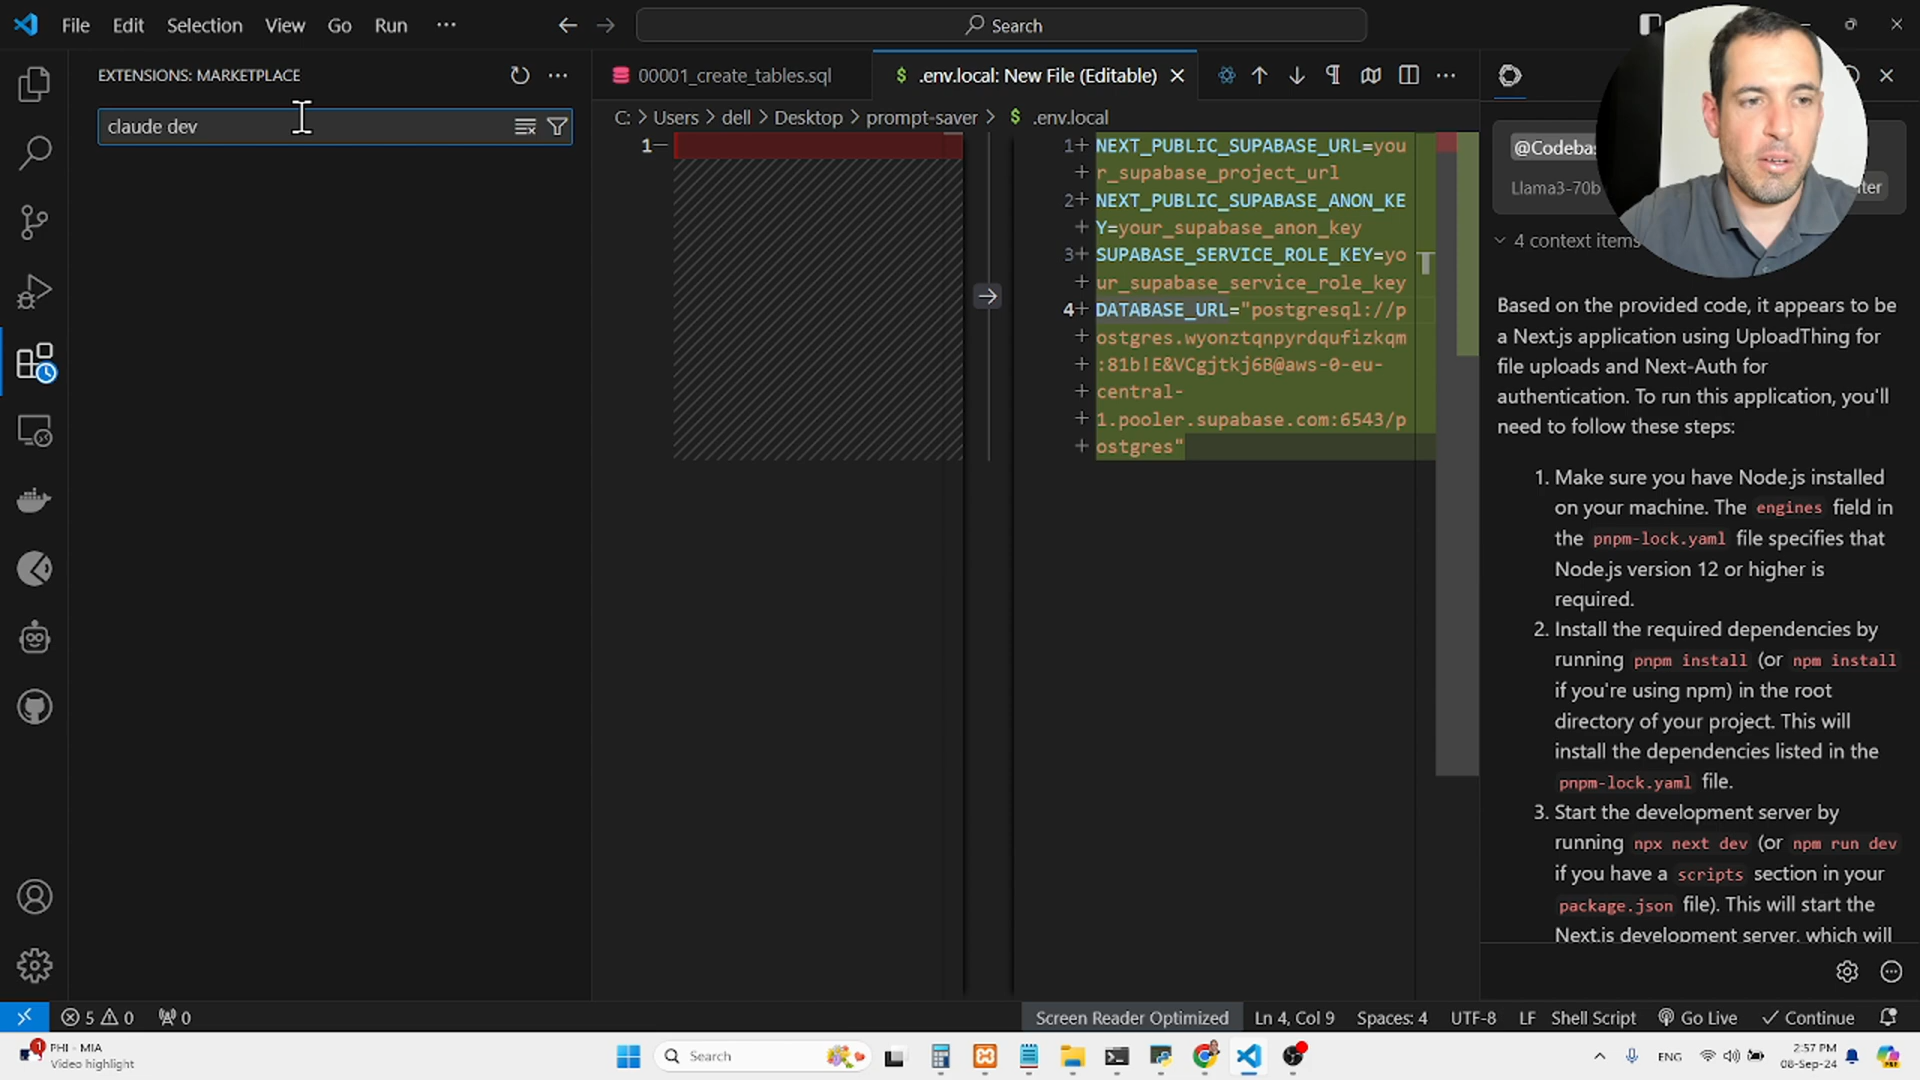 File Edit Selection View Go Run ···
Search
EXTENSIONS: MARKETPLACE
claude dev
00001_create_tables.sql
$ .env.local: New File (Editable)
C: > Users > dell > Desktop > prompt-saver > $ .env.local
1—
1+ NEXT_PUBLIC_SUPABASE_URL=you
+ r_supabase_project_url
2+ NEXT_PUBLIC_SUPABASE_ANON_KE
+ Y=your_supabase_anon_key
3+ SUPABASE_SERVICE_ROLE_KEY=yo
+ ur_supabase_service_role_key
4+ DATABASE_URL="postgresql://p
+ ostgres.wyonztqnpyrdqufizkqm
+ :81b!E&VCgjtkj6B@aws-0-eu-
+ central-
+ 1.pooler.supabase.com:6543/p
+ ostgres"
@Codeba
Llama3-70b
4 context items
Based on the provided code, it appears to be
a Next.js application using UploadThing for
file uploads and Next-Auth for
authentication. To run this application, you'll
need to follow these steps:
1. Make sure you have Node.js installed
on your machine. The engines field in
the pnpm-lock.yaml file specifies that
Node.js version 12 or higher is
required.
2. Install the required dependencies by
running pnpm install (or npm install
if you're using npm) in the root
directory of your project. This will
install the dependencies listed in the
pnpm-lock.yaml file.
3. Start the development server by
running npx next dev (or npm run dev
if you have a scripts section in your
package.json file). This will start the
Next.js development server, which will
5 0 0
Screen Reader Optimized Ln 4, Col 9 Spaces: 4 UTF-8 LF Shell Script Go Live Continue
1 PHI - MIA
Video highlight
Search
ENG
2:57 PM
08-Sep-24